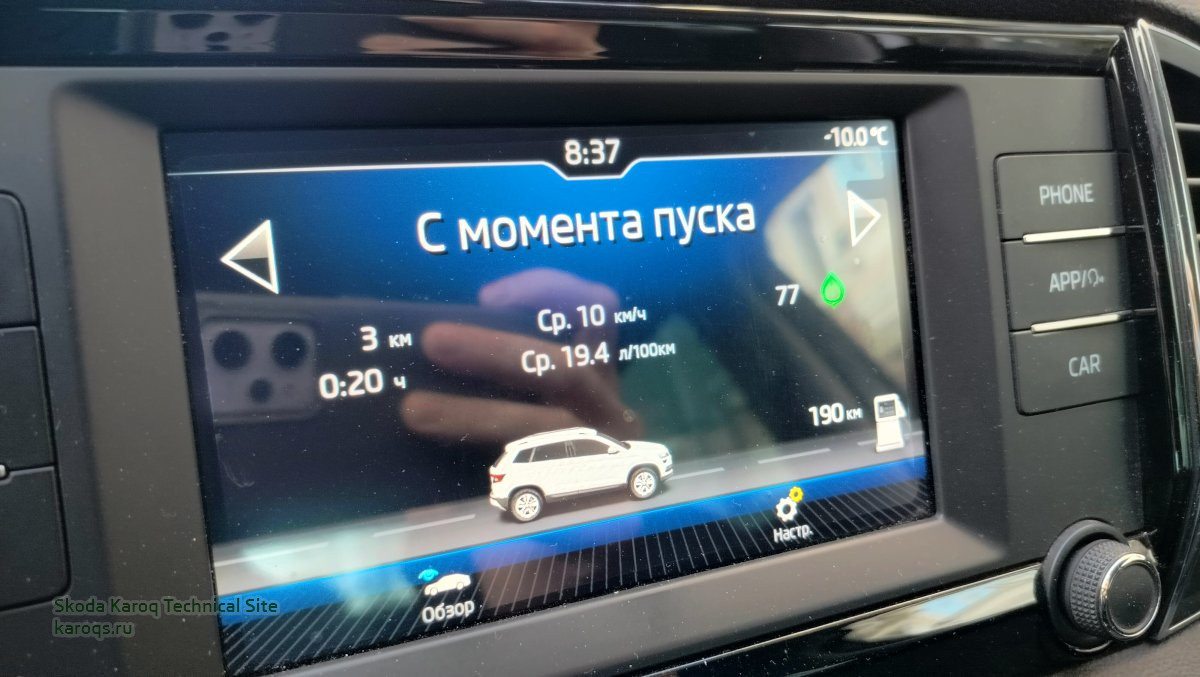 8:37
-10.0 °C
С момента пуска
PHONE
77
APP/
3 км
Ср. 10 км/ч
0:20 ч
Ср. 19.4 л/100км
CAR
190 км
Настр.
Обзор
Skoda Karoq Technical Site
karoqs.ru